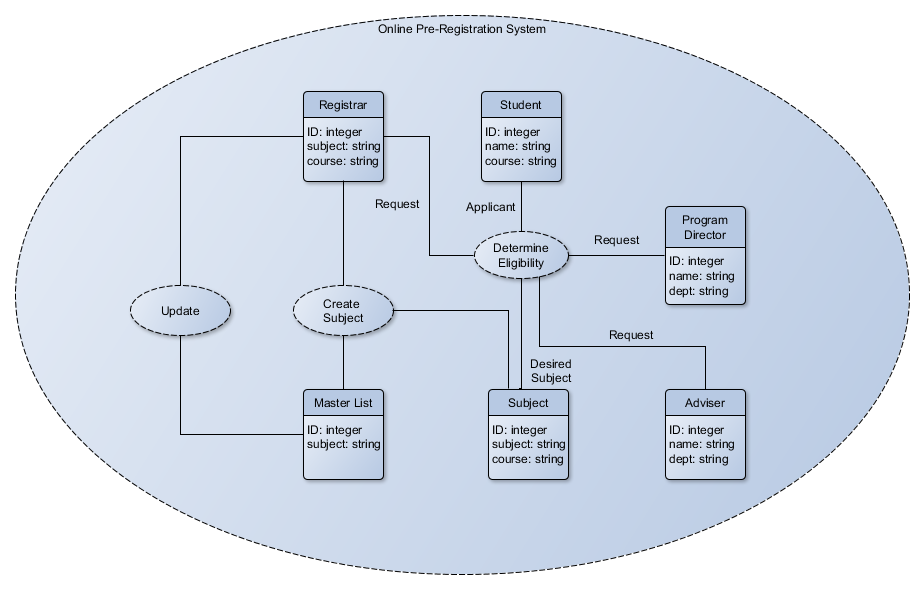 Online Pre-Registration System
Registrar
ID: integer
subject: string
course: string
Student
ID: integer
name: string
course: string
Request
Applicant
Program
Director
ID: integer
name: string
dept: string
Determine
Eligibility
Request
Update
Create
Subject
Request
Desired
Subject
Master List
ID: integer
subject: string
Subject
ID: integer
subject: string
course: string
Adviser
ID: integer
name: string
dept: string